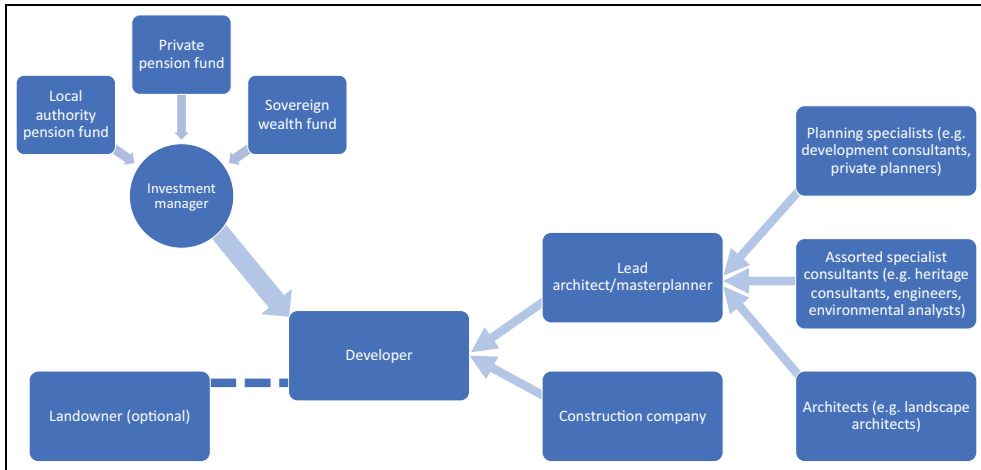 Private
pension fund
Local
authority
pension fund
Sovereign
wealth fund
Investment
manager
Planning specialists (e.g.
development consultants,
private planners)
Lead
architect/masterplanner
Assorted specialist
consultants (e.g. heritage
consultants, engineers,
environmental analysts)
Developer
Landowner (optional)
Construction company
Architects (e.g. landscape
architects)